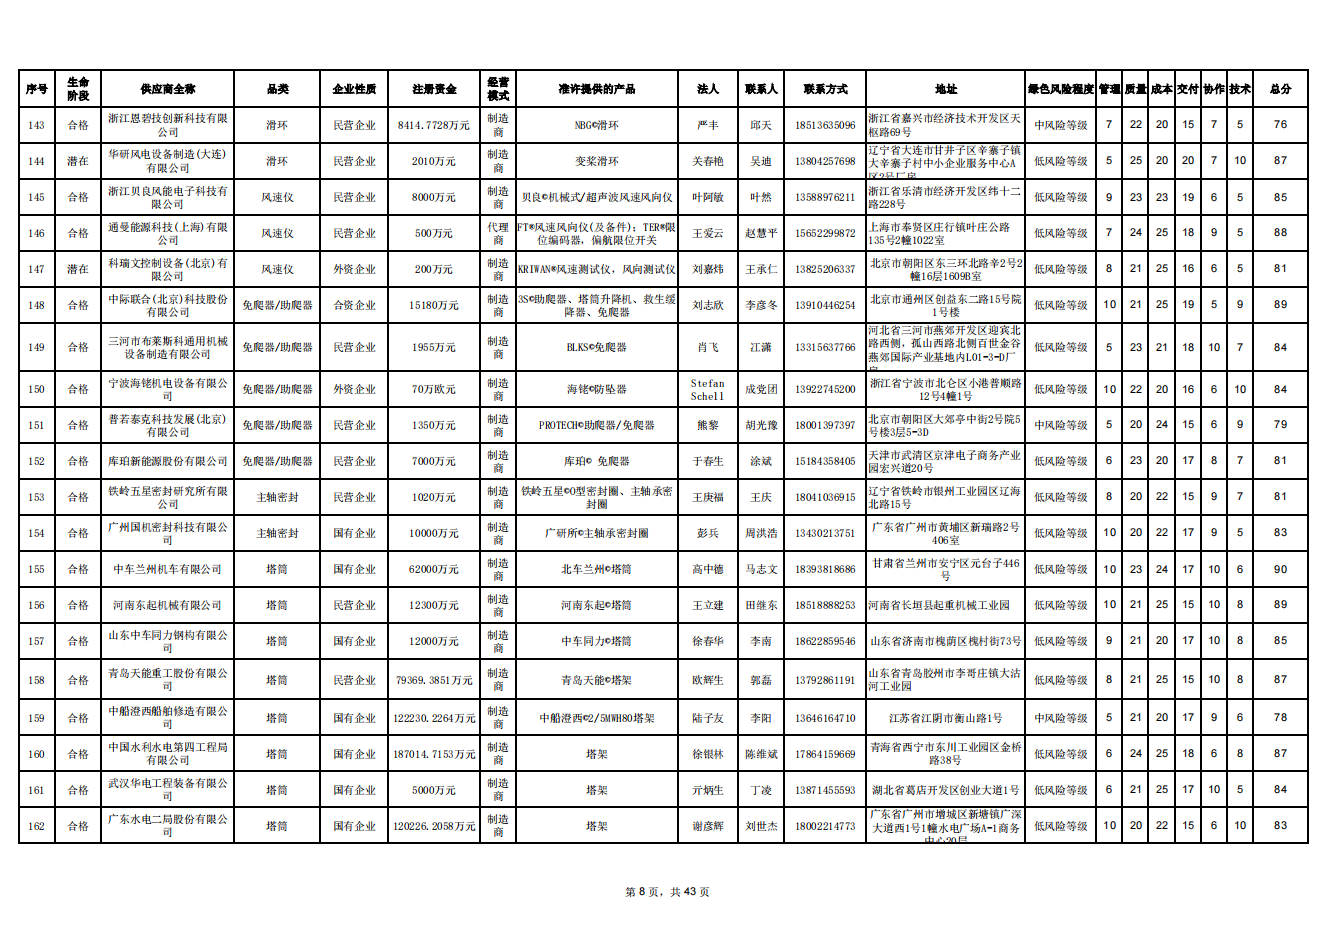 序号 生命阶段 供应商全称 品类 企业性质 注册资金 经营模式 准许提供的产品 法人 联系人 联系方式 地址 绿色风险程度 管理 质量 成本 交付 协作 技术 总分
143 合格 浙江恩碧技创新科技有限公司 滑环 民营企业 8414.7728万元 制造商 NBG©滑环 严丰 邱天 18513635096 浙江省嘉兴市经济技术开发区天枢路69号 中风险等级 7 22 20 15 7 5 76
144 潜在 华研风电设备制造(大连)有限公司 滑环 民营企业 2010万元 制造商 变桨滑环 关春艳 吴迪 13804257698 辽宁省大连市甘井子区辛寨子镇大辛寨子村中小企业服务中心A区2号厂房 低风险等级 5 25 20 20 7 10 87
145 合格 浙江贝良风能电子科技有限公司 风速仪 民营企业 8000万元 制造商 贝良©机械式/超声波风速风向仪 叶阿敏 叶然 13588976211 浙江省乐清市经济开发区纬十二路228号 低风险等级 9 23 23 19 6 5 85
146 合格 通曼能源科技(上海)有限公司 风速仪 民营企业 500万元 代理商 FT®风速风向仪(及备件); TER®限位编码器, 偏航限位开关 王爱云 赵慧平 15652299872 上海市奉贤区庄行镇叶庄公路135号2幢1022室 低风险等级 7 24 25 18 9 5 88
147 潜在 科瑞文控制设备(北京)有限公司 风速仪 外资企业 200万元 制造商 KRIWAN®风速测试仪, 风向测试仪 刘嘉炜 王承仁 13825206337 北京市朝阳区东三环北路辛2号2幢16层1609B室 低风险等级 8 21 25 16 6 5 81
148 合格 中际联合(北京)科技股份有限公司 免爬器/助爬器 合资企业 15180万元 制造商 3S©助爬器、塔筒升降机、救生缓降器、免爬器 刘志欣 李彦冬 13910446254 北京市通州区创益东二路15号院1号楼 低风险等级 10 21 25 19 5 9 89
149 合格 三河市布莱斯科通用机械设备制造有限公司 免爬器/助爬器 民营企业 1955万元 制造商 BLKS©免爬器 肖飞 江潇 13315637766 河北省三河市燕郊开发区迎宾北路西侧, 孤山西路北侧百世金谷燕郊国际产业基地内L01-3-D厂房 低风险等级 5 23 21 18 10 7 84
150 合格 宁波海铑机电设备有限公司 免爬器/助爬器 外资企业 70万欧元 制造商 海铑©防坠器 Stefan Schell 成党团 13922745200 浙江省宁波市北仑区小港普顺路12号4幢1号 低风险等级 10 22 20 16 6 10 84
151 合格 普若泰克科技发展(北京)有限公司 免爬器/助爬器 民营企业 1350万元 制造商 PROTECH©助爬器/免爬器 熊黎 胡光豫 18001397397 北京市朝阳区大郊亭中街2号院5号楼3层5-3D 中风险等级 5 20 24 15 6 9 79
152 合格 库珀新能源股份有限公司 免爬器/助爬器 民营企业 7000万元 制造商 库珀© 免爬器 于春生 涂斌 15184358405 天津市武清区京津电子商务产业园宏兴道20号 低风险等级 6 23 20 17 8 7 81
153 合格 铁岭五星密封研究所有限公司 主轴密封 民营企业 1020万元 制造商 铁岭五星©O型密封圈、主轴承密封圈 王庚福 王庆 18041036915 辽宁省铁岭市银州工业园区辽海北路15号 低风险等级 8 20 22 15 9 7 81
154 合格 广州国机密封科技有限公司 主轴密封 国有企业 10000万元 制造商 广研所©主轴承密封圈 彭兵 周洪浩 13430213751 广东省广州市黄埔区新瑞路2号406室 低风险等级 10 20 22 17 9 5 83
155 合格 中车兰州机车有限公司 塔筒 国有企业 62000万元 制造商 北车兰州©塔筒 高中德 马志文 18393818686 甘肃省兰州市安宁区元台子446号 低风险等级 10 23 24 17 10 6 90
156 合格 河南东起机械有限公司 塔筒 民营企业 12300万元 制造商 河南东起©塔筒 王立建 田继东 18518888253 河南省长垣县起重机械工业园 低风险等级 10 21 25 15 10 8 89
157 合格 山东中车同力钢构有限公司 塔筒 国有企业 12000万元 制造商 中车同力©塔筒 徐春华 李南 18622859546 山东省济南市槐荫区槐村街73号 低风险等级 9 21 20 17 10 8 85
158 合格 青岛天能重工股份有限公司 塔筒 民营企业 79369.3851万元 制造商 青岛天能©塔架 欧辉生 郭磊 13792861191 山东省青岛胶州市李哥庄镇大沽河工业园 低风险等级 8 21 25 15 10 8 87
159 合格 中船澄西船舶修造有限公司 塔筒 国有企业 122230.2264万元 制造商 中船澄西©2/5MWH80塔架 陆子友 李阳 13646164710 江苏省江阴市衡山路1号 中风险等级 5 21 20 17 9 6 78
160 合格 中国水利水电第四工程局有限公司 塔筒 国有企业 187014.7153万元 制造商 塔架 徐银林 陈维斌 17864159669 青海省西宁市东川工业园区金桥路38号 低风险等级 6 24 25 18 6 8 87
161 合格 武汉华电工程装备有限公司 塔筒 国有企业 5000万元 制造商 塔架 亓炳生 丁凌 13871455593 湖北省葛店开发区创业大道1号 低风险等级 6 21 25 17 10 5 84
162 合格 广东水电二局股份有限公司 塔筒 国有企业 120226.2058万元 制造商 塔架 谢彦辉 刘世杰 18002214773 广东省广州市增城区新塘镇广深大道西1号1幢水电广场A-1商务中心20层 低风险等级 10 20 22 15 6 10 83
第 8 页, 共 43 页